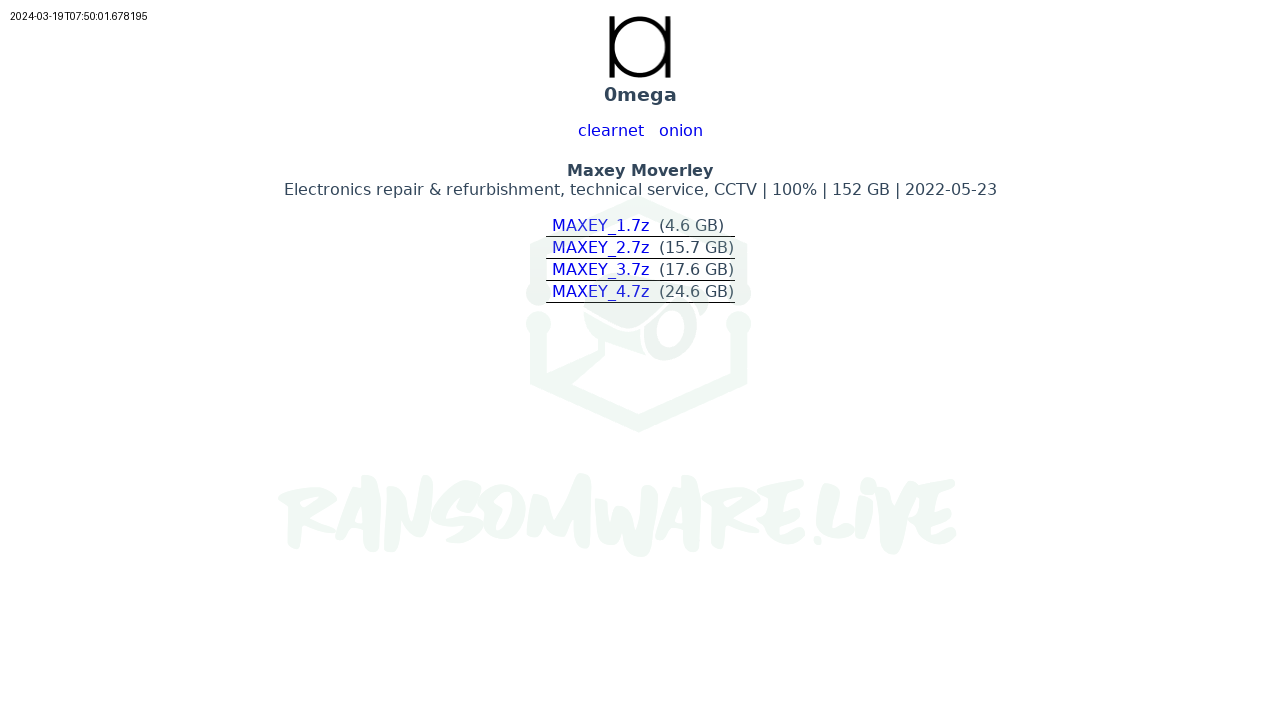 2024-03-19T07:50:01.678195
0mega
clearnet onion
Maxey Moverley
Electronics repair & refurbishment, technical service, CCTV | 100% | 152 GB | 2022-05-23
MAXEY_1.7z (4.6 GB)
MAXEY_2.7z (15.7 GB)
MAXEY_3.7z (17.6 GB)
MAXEY_4.7z (24.6 GB)
RANSOMWARE.LIVE